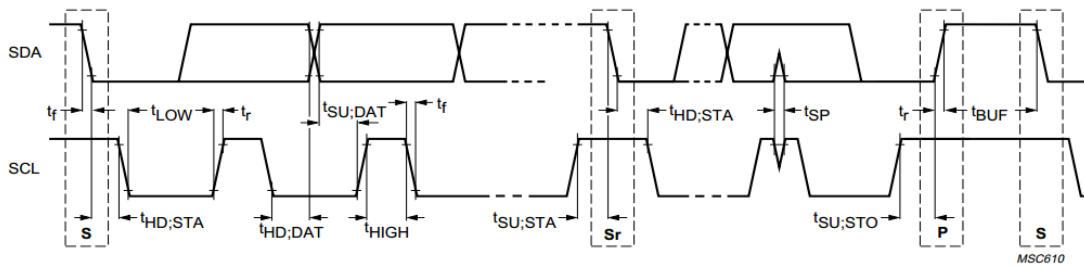 SDA
tf tLOW tr tSU;DAT tf tHD;STA tSP tr tBUF
SCL
tHD;STA tHD;DAT tHIGH tSU;STA tSU;STO
S Sr P S
MSC610